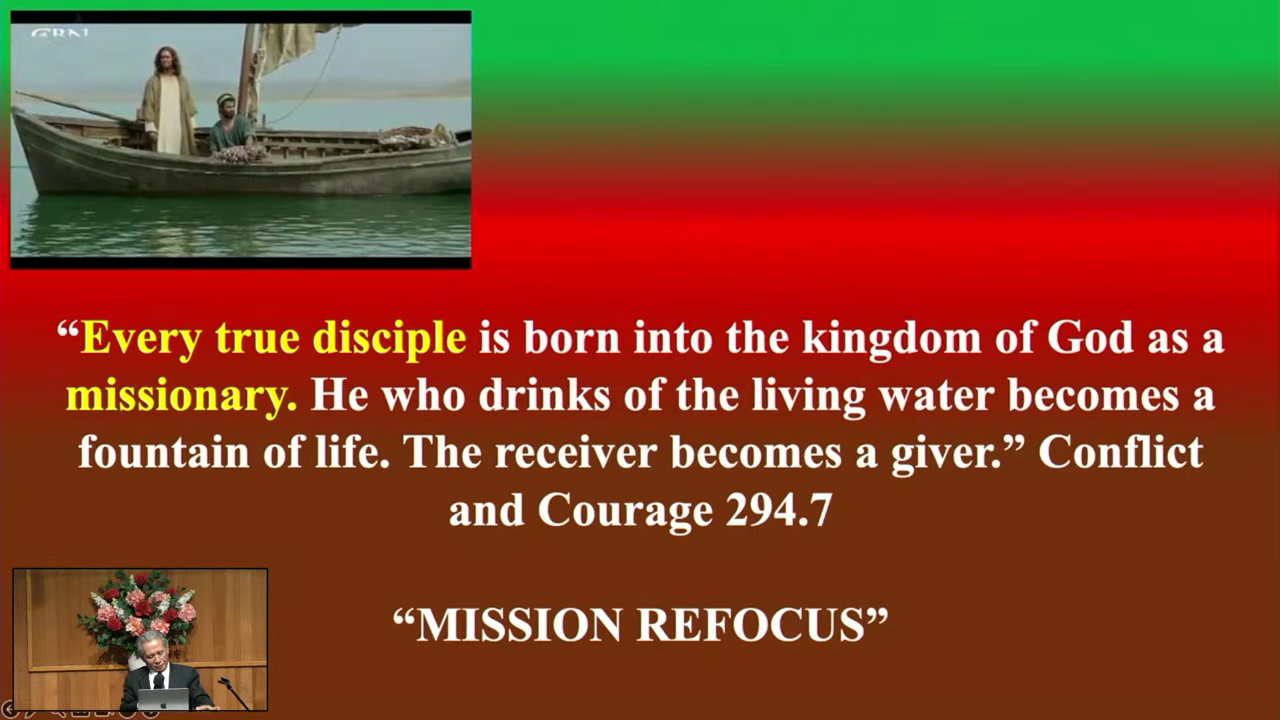 “Every true disciple is born into the kingdom of God as a
missionary. He who drinks of the living water becomes a
fountain of life. The receiver becomes a giver.” Conflict
and Courage 294.7
“MISSION REFOCUS”